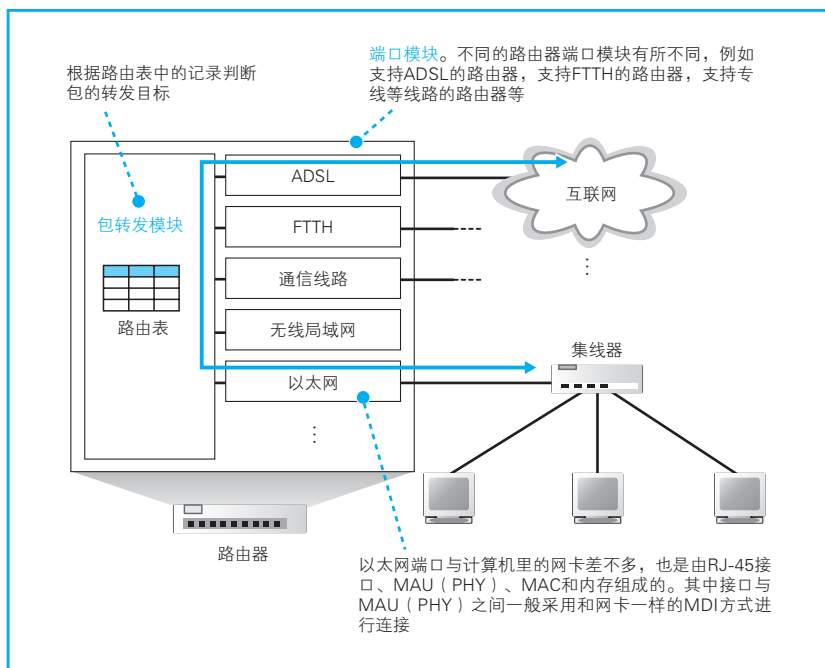 端口模块。不同的路由器端口模块有所不同，例如
支持ADSL的路由器，支持FTTH的路由器，支持专
线等线路的路由器等
根据路由表中的记录判断
包的转发目标
包转发模块
路由表
ADSL
FTTH
通信线路
无线局域网
以太网
⋮
互联网
⋮
集线器
路由器
以太网端口与计算机里的网卡差不多，也是由RJ-45接
口、MAU（PHY）、MAC和内存组成的。其中接口与
MAU（PHY）之间一般采用和网卡一样的MDI方式进
行连接